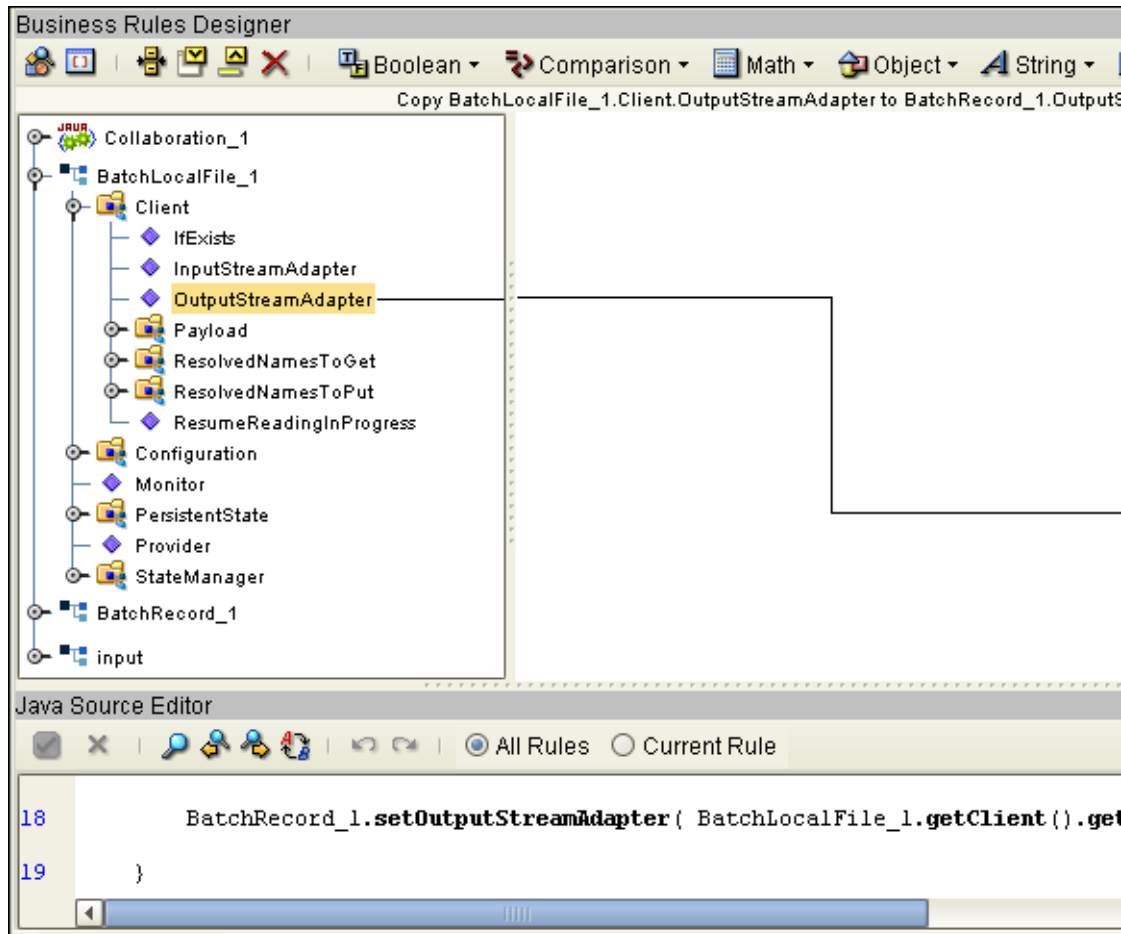 Business Rules Designer
Boolean Comparison Math Object String
Copy BatchLocalFile_1.Client.OutputStreamAdapter to BatchRecord_1.OutputS
JAVA Collaboration_1
BatchLocalFile_1
Client
IfExists
InputStreamAdapter
OutputStreamAdapter
Payload
ResolvedNamesToGet
ResolvedNamesToPut
ResumeReadingInProgress
Configuration
Monitor
PersistentState
Provider
StateManager
BatchRecord_1
input
Java Source Editor
All Rules Current Rule
18 BatchRecord_1.setOutputStreamAdapter( BatchLocalFile_1.getClient().get
19 }